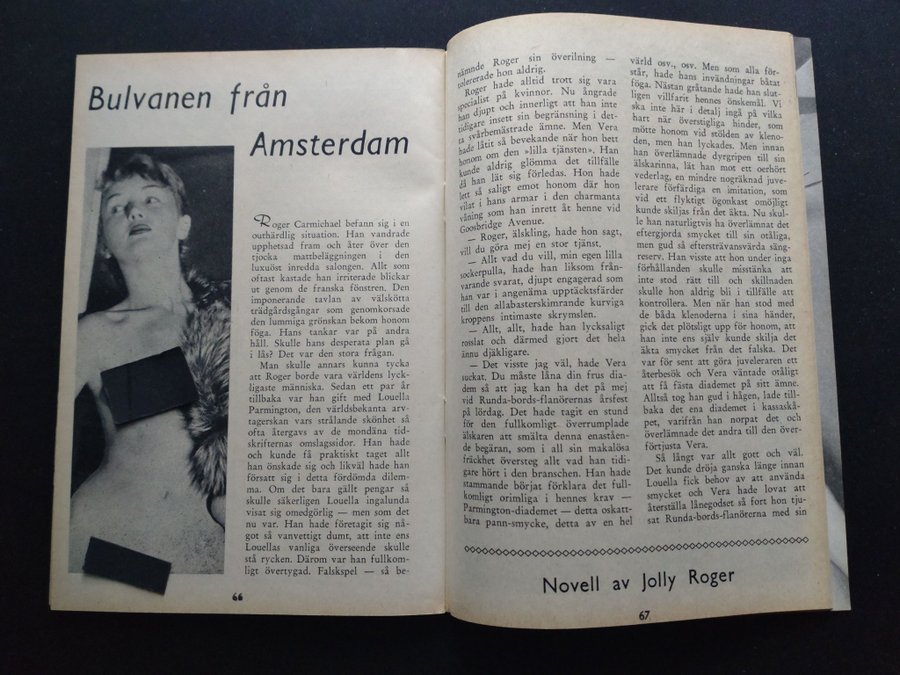 Bulvanen från
Amsterdam
Roger Carmichael befann sig i en
outhärdlig situation. Han vandrade
upphetsad fram och åter över den
tjocka mattbeläggningen i den
luxuöst inredda salongen. Allt som
oftast kastade han irriterade blickar
ut genom de franska fönstren. Den
imponerande tavlan av välskötta
trädgårdsgångar som genomkorsade
den lummiga grönskan bekom honom
föga. Hans tankar var på andra
håll. Skulle hans desperata plan gå
i lås? Det var den stora frågan.
Man skulle annars kunna tycka
att Roger borde vara världens lyck-
ligaste människa. Sedan ett par år
tillbaka var han gift med Louella
Parmington, den världsbekanta arv-
tagerskan vars strålande skönhet så
ofta återgavs av de mondäna tid-
skrifternas omslagssidor. Han hade
och kunde få praktiskt taget allt
han önskade sig och likväl hade han
försatt sig i detta fördömda dilem-
ma. Om det bara gällt pengar så
skulle säkerligen Louella ingalunda
visat sig omedgörlig — men som det
nu var. Han hade företagit sig nå-
got så vanvettigt dumt, att inte ens
Louellas vanliga överseende skulle
stå rycken. Därom var han fullkom-
ligt övertygad. Falskspel — så be-
66
nämnde Roger sin överilning —
tolererade hon aldrig.
Roger hade alltid trott sig vara
specialist på kvinnor. Nu ångrade
han djupt och innerligt att han inte
tidigare insett sin begränsning i det-
ta svårbemästrade ämne. Men Vera
hade låtit så bevekande när hon bett
honom om den »lilla tjänsten». Han
kunde aldrig glömma det tillfälle
då han lät sig förledas. Hon hade
lett så saligt emot honom där hon
vilat i hans armar i den charmanta
våning som han inrett åt henne vid
Goosbridge Avenue.
— Roger, älskling, hade hon sagt,
vill du göra mej en stor tjänst.
— Allt vad du vill, min egen lilla
sockerpulla, hade han liksom från-
varande svarat, djupt engagerad som
han var i angenäma upptäcktsfärder
till den allabasterskimrande kurviga
kroppens intimaste skrymslen.
— Allt, allt, hade han lycksaligt
rosslat och därmed gjort det hela
ännu djäkligare.
— Det visste jag väl, hade Vera
suckat. Du måste låna din frus dia-
dem så att jag kan ha det på mej
vid Runda-bords-flanörernas årsfest
på lördag. Det hade tagit en stund
för den fullkomligt överrumplade
älskaren att smälta denna enaståen-
de begäran, som i all sin makalösa
fräckhet översteg allt vad han tidi-
gare hört i den branschen. Han hade
stammande börjat förklara det full-
komligt orimliga i hennes krav —
Parmington-diademet — detta oskatt-
bara pann-smycke, detta av en hel
värld osv., osv. Men som alla för-
står, hade hans invändningar båtat
föga. Nästan gråtande hade han slut-
ligen villfarit hennes önskemål. Vi
ska inte här i detalj ingå på vilka
hart när överstigliga hinder, som
mötte honom vid stölden av kleno-
den, men han lyckades. Men innan
han överlämnade dyrgripen till sin
älskarinna, lät han mot ett oerhört
vederlag, en mindre nogräknad juve-
lerare förfärdiga en imitation, som
vid ett flyktigt ögonkast omöjligt
kunde skiljas från det äkta. Nu skul-
le han naturligtvis ha överlämnat det
eftergjorda smycket till sin otåliga,
men gud så eftersträvansvärda säng-
reserv. Han visste att hon under inga
förhållanden skulle misstänka att
inte stod rätt till och skillnaden
skulle hon aldrig bli i tillfälle att
kontrollera. Men när han stod med
de båda klenoderna i sina händer,
gick det plötsligt upp för honom, att
han inte ens själv kunde skilja det
äkta smycket från det falska. Det
var för sent att göra juveleraren ett
återbesök och Vera väntade otåligt
att få fästa diademet på sitt ämne.
Alltså tog han gud i hågen, lade till-
baka det ena diademet i kassaskå-
pet, varifrån han norpat det och
överlämnade det andra till den över-
förtjusta Vera.
Så långt var allt gott och väl.
Det kunde dröja ganska länge innan
Louella fick behov av att använda
smycket och Vera hade lovat att
återställa lånegodset så fort hon tju-
sat Runda-bords-flanörerna med sin
Novell av Jolly Roger
67